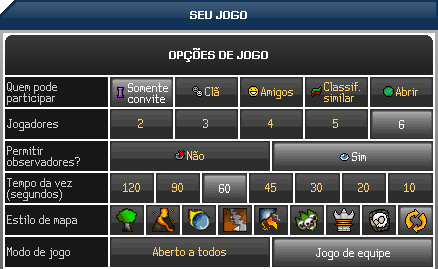 SEU JOGO
OPÇÕES DE JOGO
Quem pode
participar
Somente
convite
Clã
Amigos
Classif.
similar
Abrir
Jogadores
2
3
4
5
6
Permitir
observadores?
Não
Sim
Tempo da vez
(segundos)
120
90
60
45
30
20
10
Estilo de mapa
Modo de jogo
Aberto a todos
Jogo de equipe